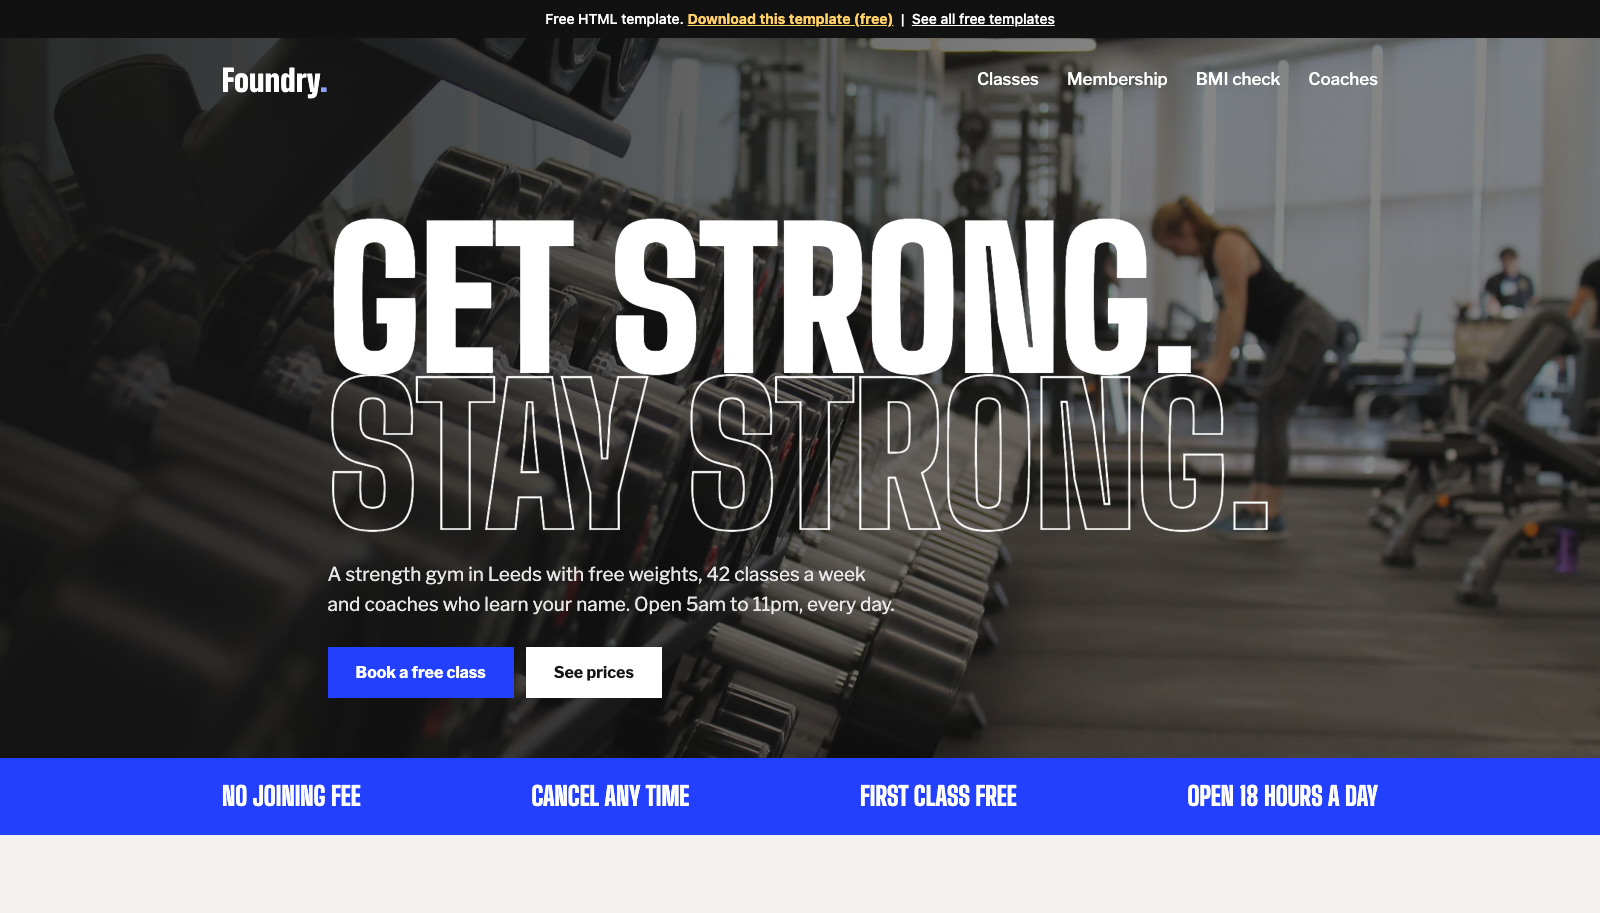 Free HTML template. Download this template (free) | See all free templates
Foundry.
Classes Membership BMI check Coaches
GET STRONG.
STAY STRONG.
A strength gym in Leeds with free weights, 42 classes a week
and coaches who learn your name. Open 5am to 11pm, every day.
Book a free class See prices
NO JOINING FEE CANCEL ANY TIME FIRST CLASS FREE OPEN 18 HOURS A DAY